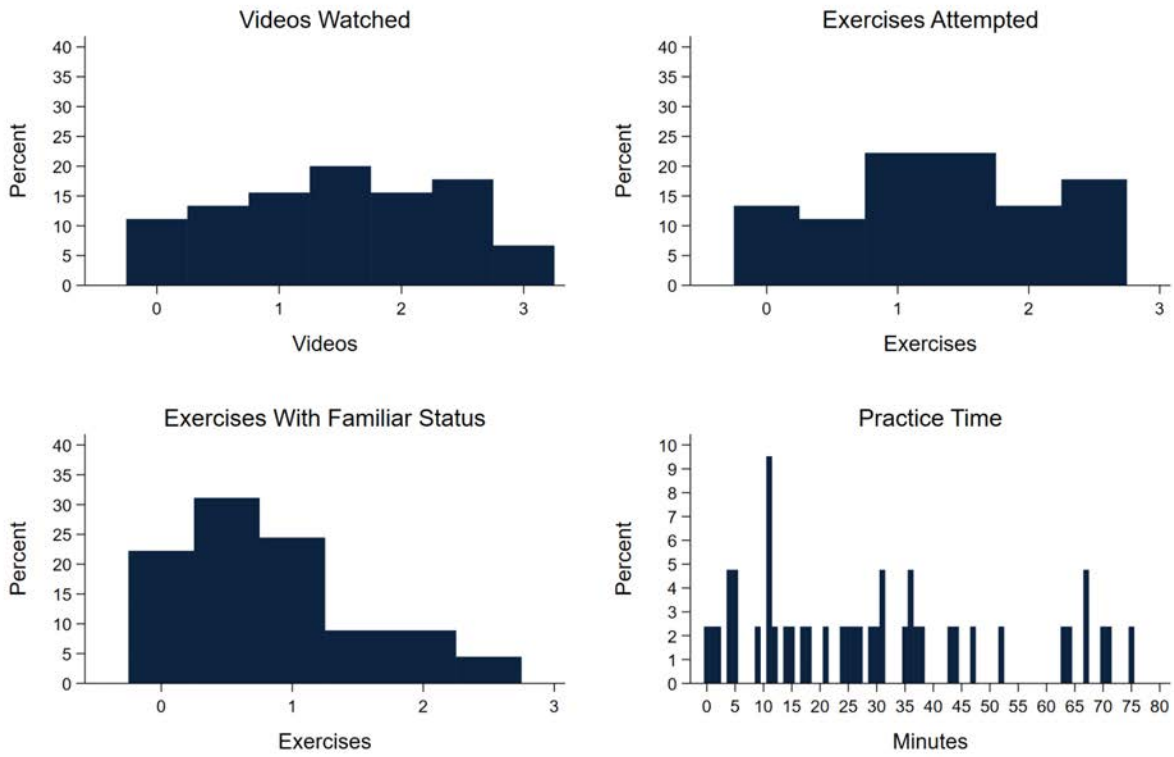 Videos Watched
40
35
30
25
20
15
10
5
0
Percent
0 1 2 3
Videos
Exercises Attempted
40
35
30
25
20
15
10
5
0
Percent
0 1 2 3
Exercises
Exercises With Familiar Status
40
35
30
25
20
15
10
5
0
Percent
0 1 2 3
Exercises
Practice Time
10
9
8
7
6
5
4
3
2
1
0
Percent
0 5 10 15 20 25 30 35 40 45 50 55 60 65 70 75 80
Minutes